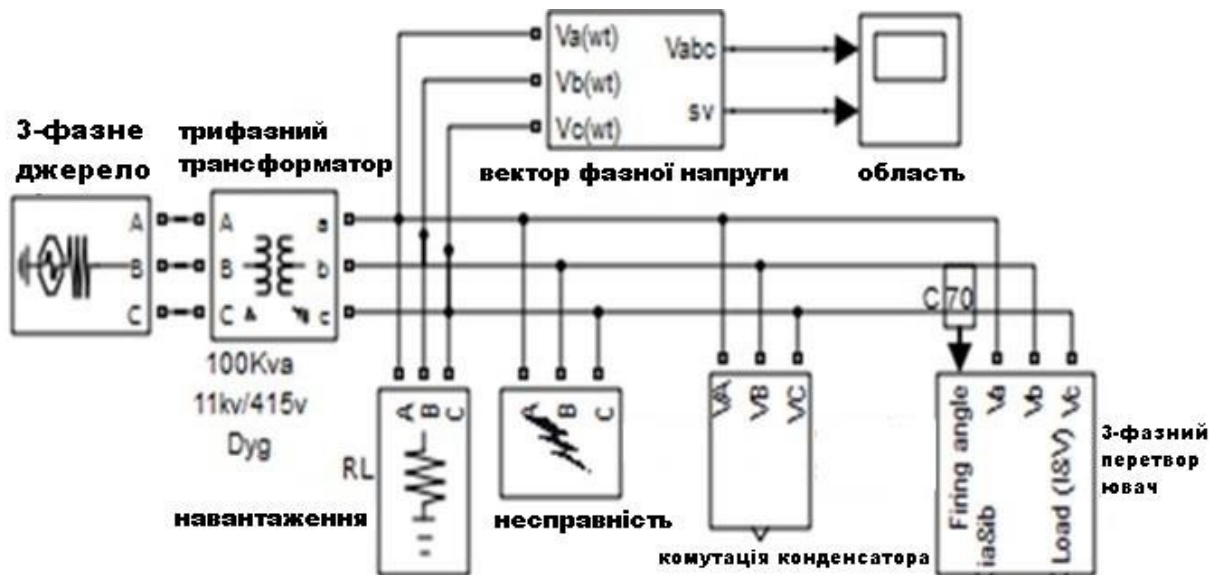 Va(wt)
Vb(wt)
Vc(wt)
Vabc
sv
3-фазне
джерело
трифазний
трансформатор
вектор фазної напруги
область
A
B
C
A
B
C
a
b
c
100Kva
11kv/415v
Dyg
RL
A
B
C
навантаження
A
B
C
несправність
VA
VB
VC
комутація конденсатора
C 70
Firing angle
ia&ib
Va
Vb
Vc
Load (I&V)
3-фазний
перетвор
ювач